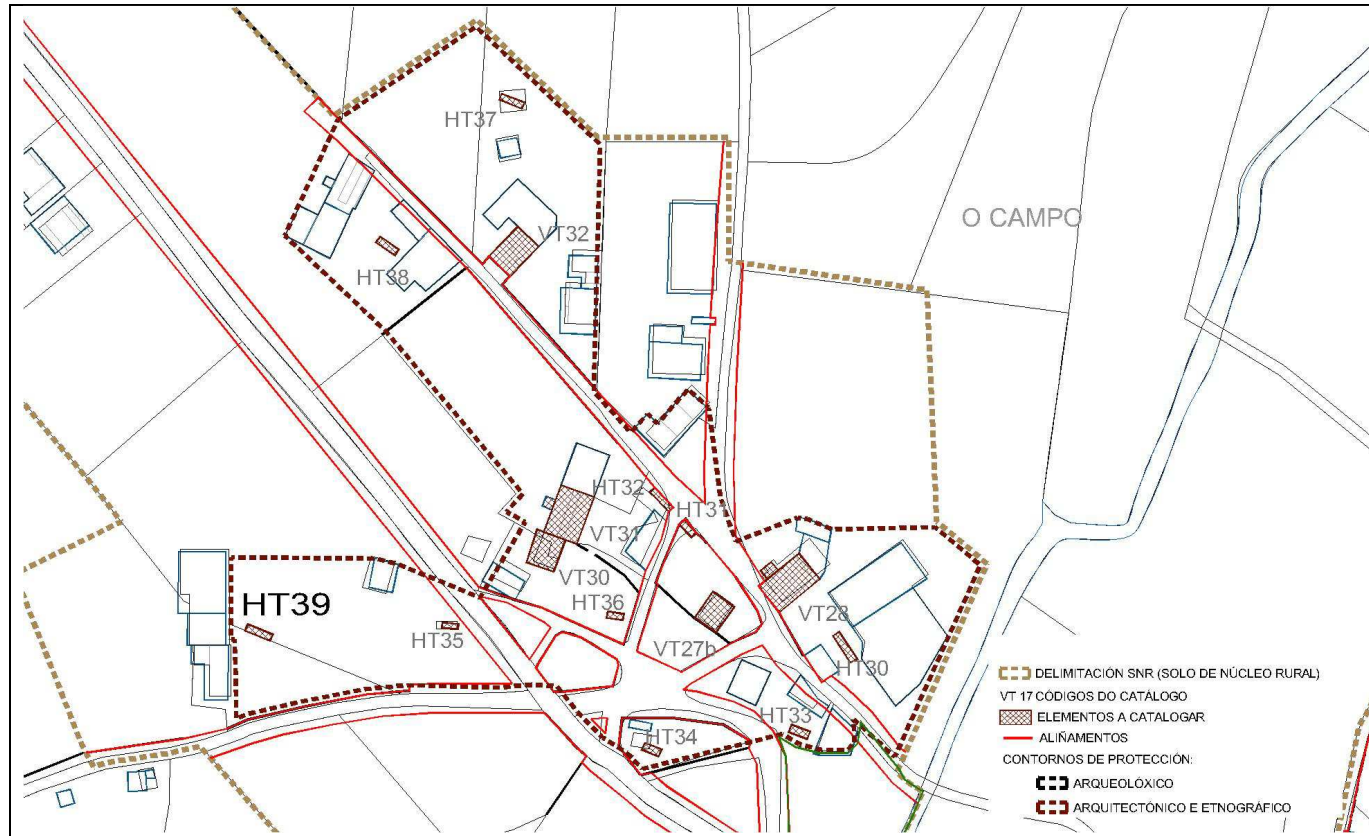 HT37
O CAMPO
VT32
HT38
HT32
HT31
VT31
VT30
HT36
HT39
HT35
VT27b
VT28
HT30
HT33
HT34
DELIMITACIÓN SNR (SOLO DE NÚCLEO RURAL)
VT 17 CÓDIGOS DO CATÁLOGO
ELEMENTOS A CATALOGAR
ALIÑAMENTOS
CONTORNOS DE PROTECCIÓN:
ARQUEOLÓXICO
ARQUITECTÓNICO E ETNOGRÁFICO